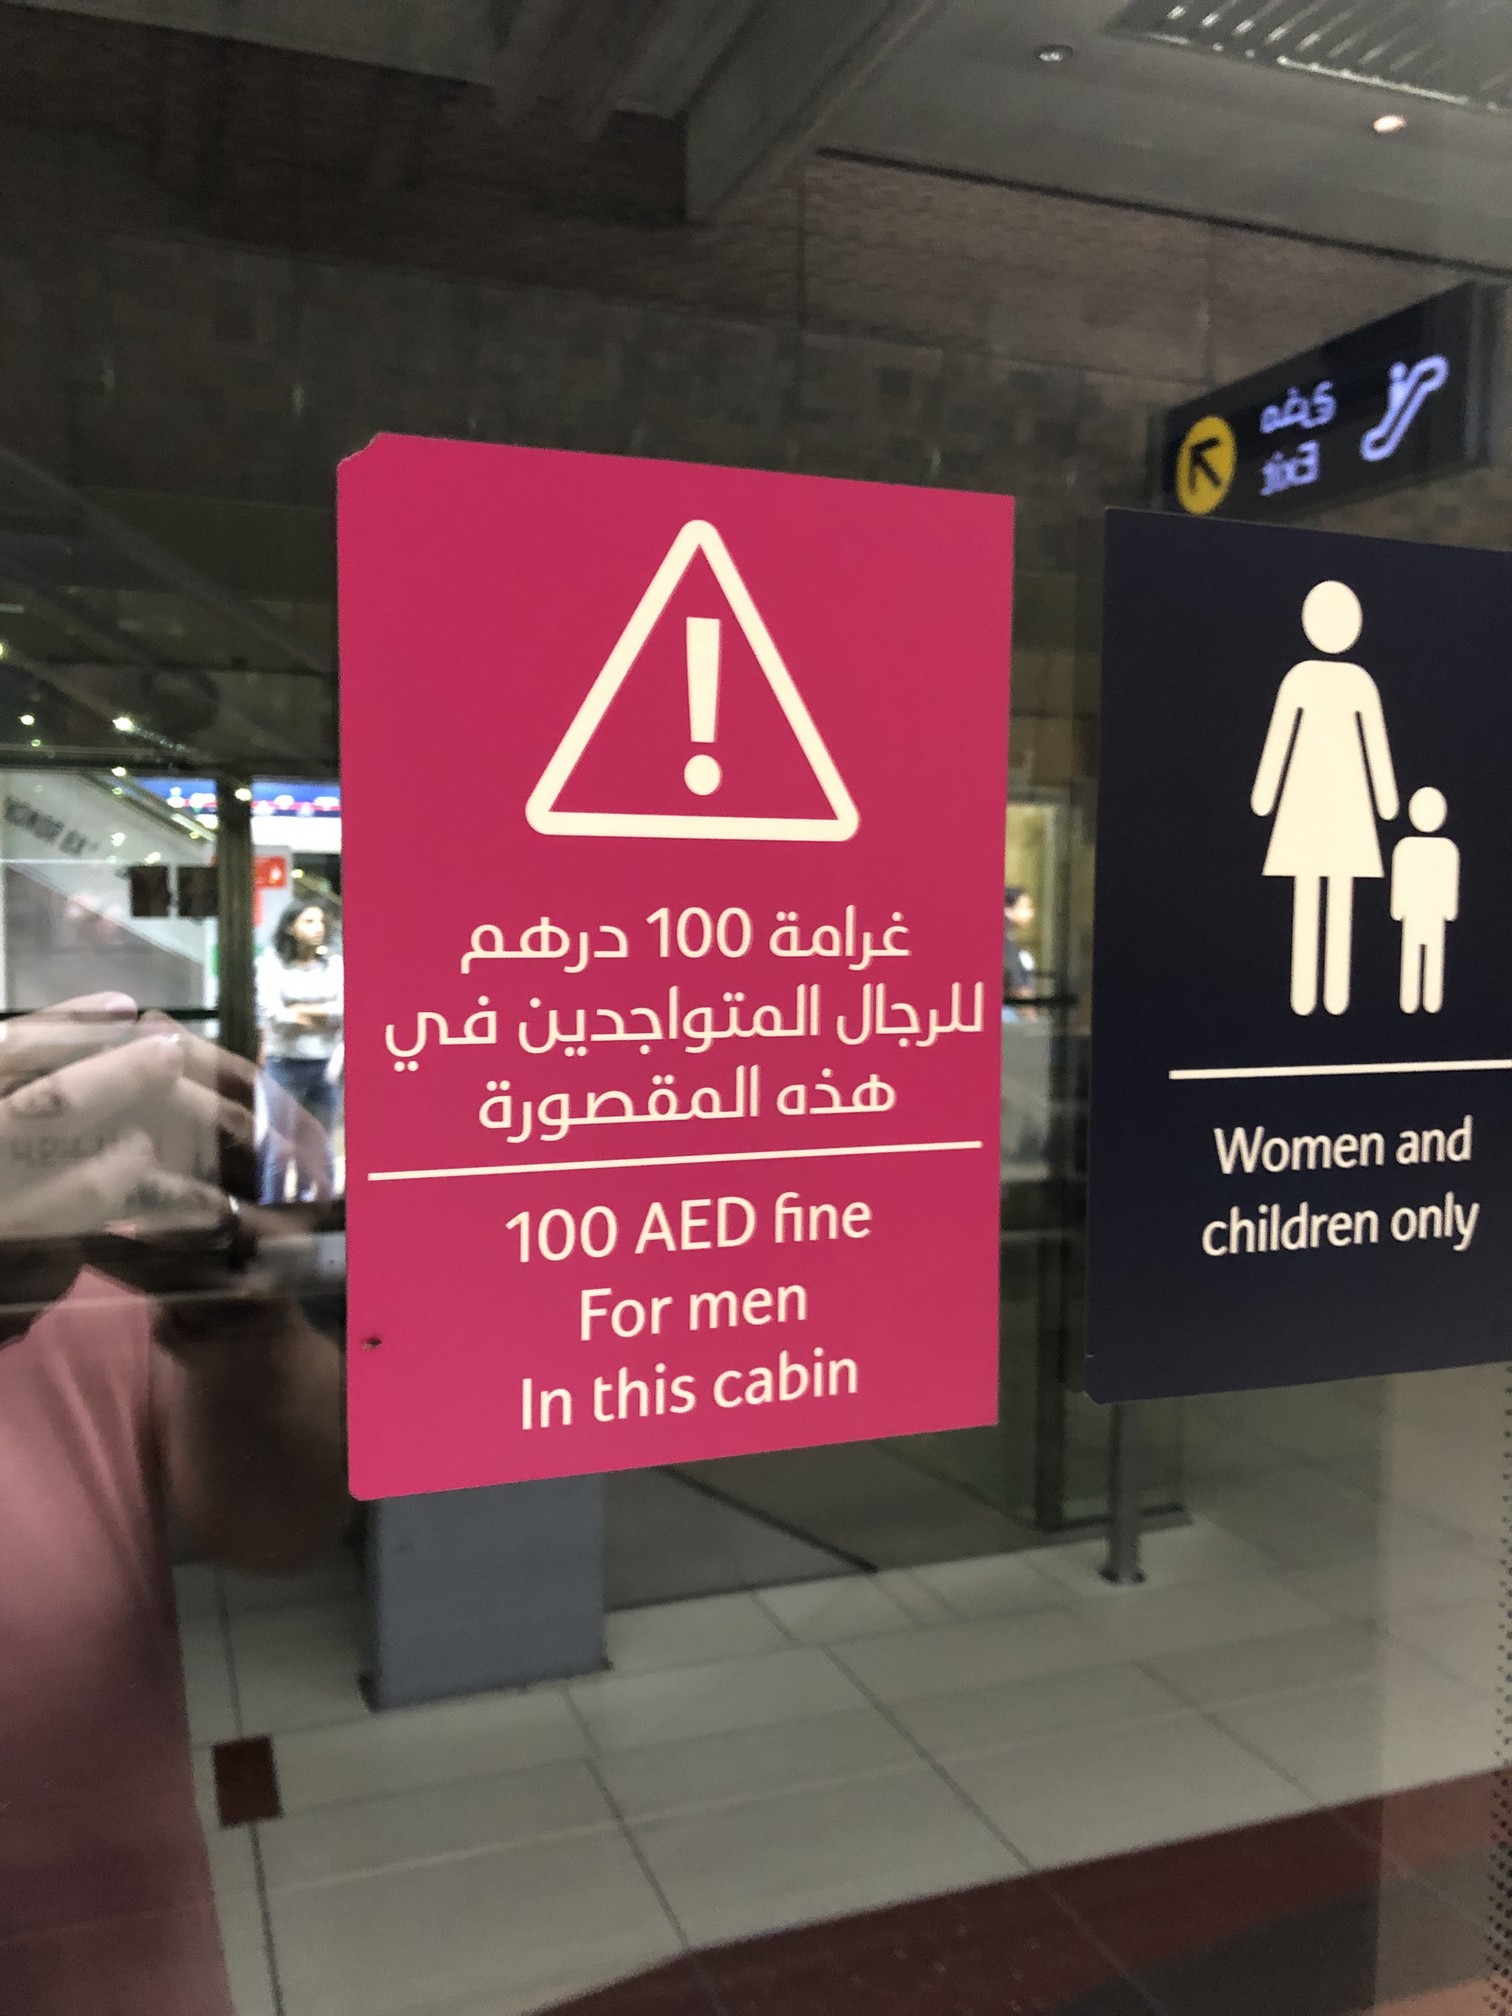 غرامة 100 درهم
للرجال المتواجدين في
هذه المقصورة
100 AED fine
For men
In this cabin
Women and
children only
Exit